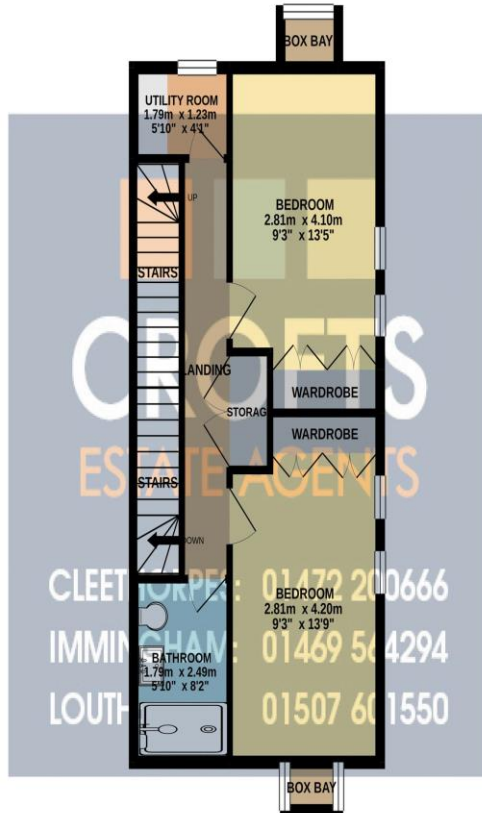 BOX BAY
UTILITY ROOM
1.79m x 1.23m
5'10" x 4'1"
UP
BEDROOM
2.81m x 4.10m
9'3" x 13'5"
STAIRS
CROFTS
LANDING
WARDROBE
STORAG
WARDROBE
ESTATE AGENTS
STAIRS
DOWN
CLEETHORPES: 01472 200666
BEDROOM
2.81m x 4.20m
9'3" x 13'9"
IMMINGHAM: 01469 564294
BATHROOM
1.79m x 2.49m
5'10" x 8'2"
LOUTH: 01507 601550
BOX BAY